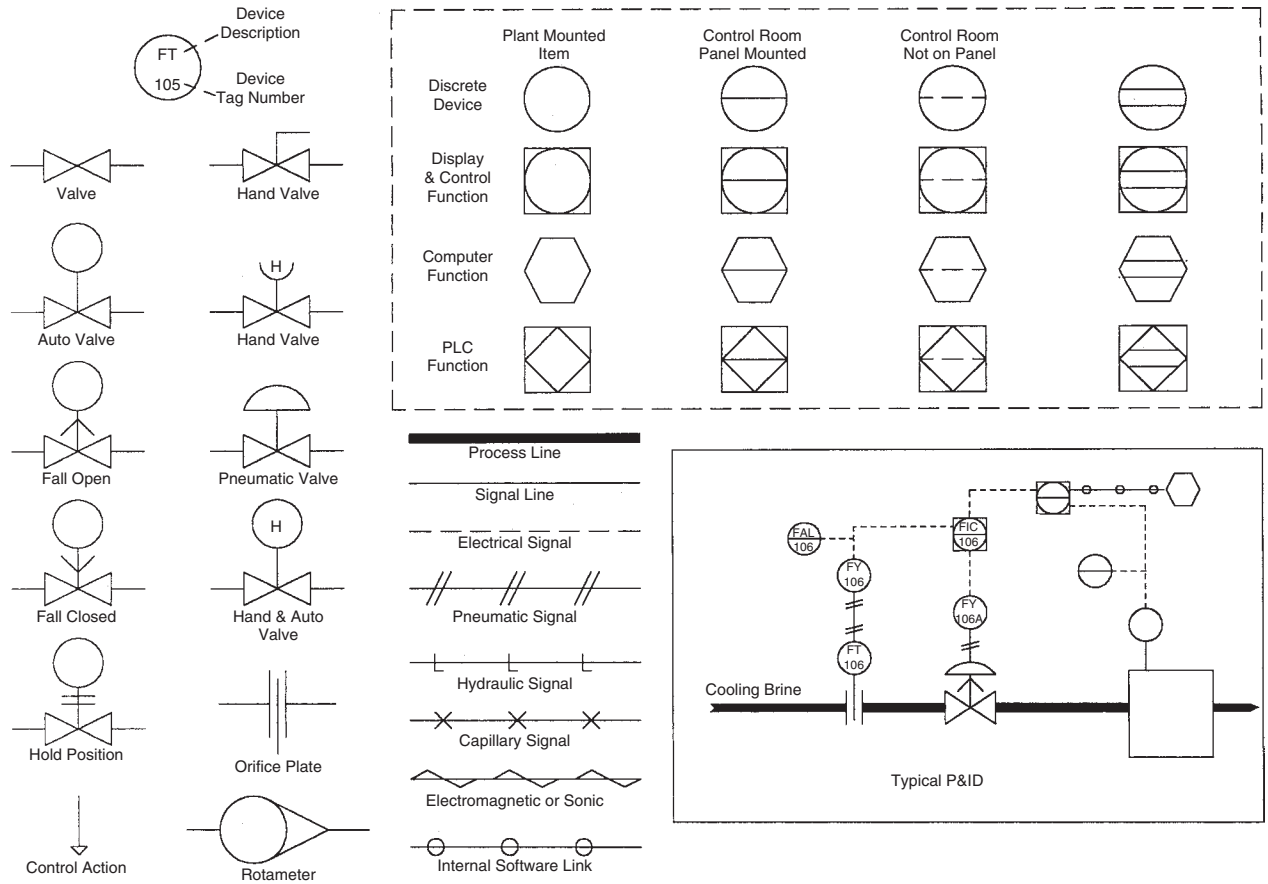 FT
105
Device
Description
Device
Tag Number
Valve
Hand Valve
Auto Valve
H
Hand Valve
Fall Open
Pneumatic Valve
Fall Closed
H
Hand & Auto
Valve
Hold Position
Orifice Plate
Control Action
Rotameter
Plant Mounted
Item
Control Room
Panel Mounted
Control Room
Not on Panel
Discrete
Device
Display
& Control
Function
Computer
Function
PLC
Function
Process Line
Signal Line
Electrical Signal
Pneumatic Signal
Hydraulic Signal
Capillary Signal
Electromagnetic or Sonic
Internal Software Link
FAL
106
FIC
106
FY
106
FY
106A
FT
106
Cooling Brine
Typical P&ID